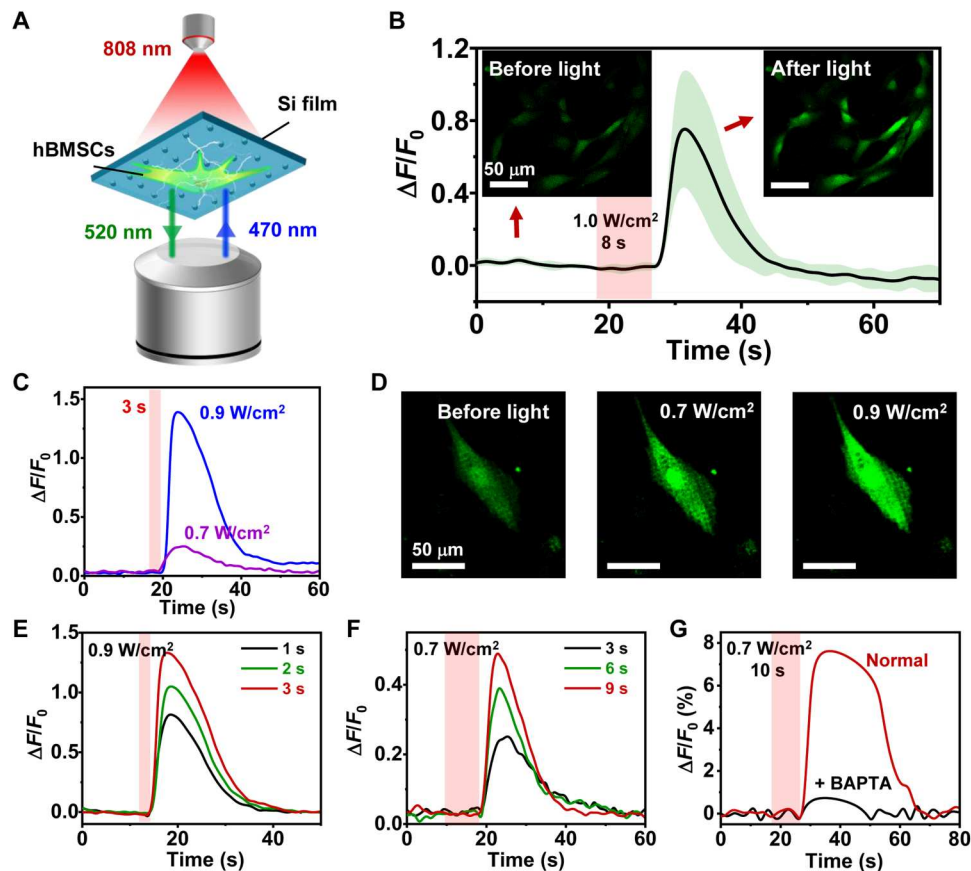 A
808 nm
Si film
hBMSCs
520 nm
470 nm
B
1.2
0.8
0.4
0.0
ΔF/F0
Before light
50 μm
After light
1.0 W/cm2
8 s
0
20
40
60
Time (s)
C
1.5
1.0
0.5
0.0
ΔF/F0
3 s
0.9 W/cm2
0.7 W/cm2
0
20
40
60
Time (s)
D
Before light
50 μm
0.7 W/cm2
0.9 W/cm2
E
1.5
1.0
0.5
0.0
ΔF/F0
0.9 W/cm2
1 s
2 s
3 s
0
20
40
Time (s)
F
0.4
0.2
0.0
ΔF/F0
0.7 W/cm2
3 s
6 s
9 s
0
20
40
60
Time (s)
G
8
6
4
2
0
ΔF/F0 (%)
0.7 W/cm2
10 s
Normal
+ BAPTA
0
20
40
60
80
Time (s)